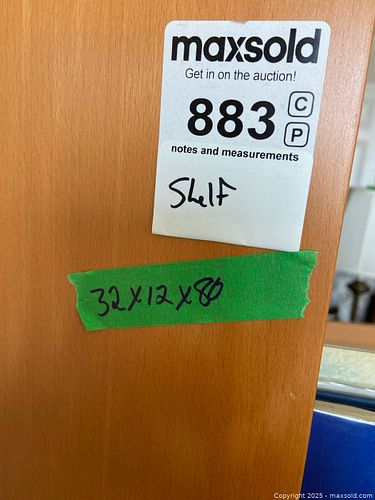 maxsold
Get in on the auction!
883
C
P
notes and measurements
Shelf
32x12x80
Copyright 2025 - maxsold.com